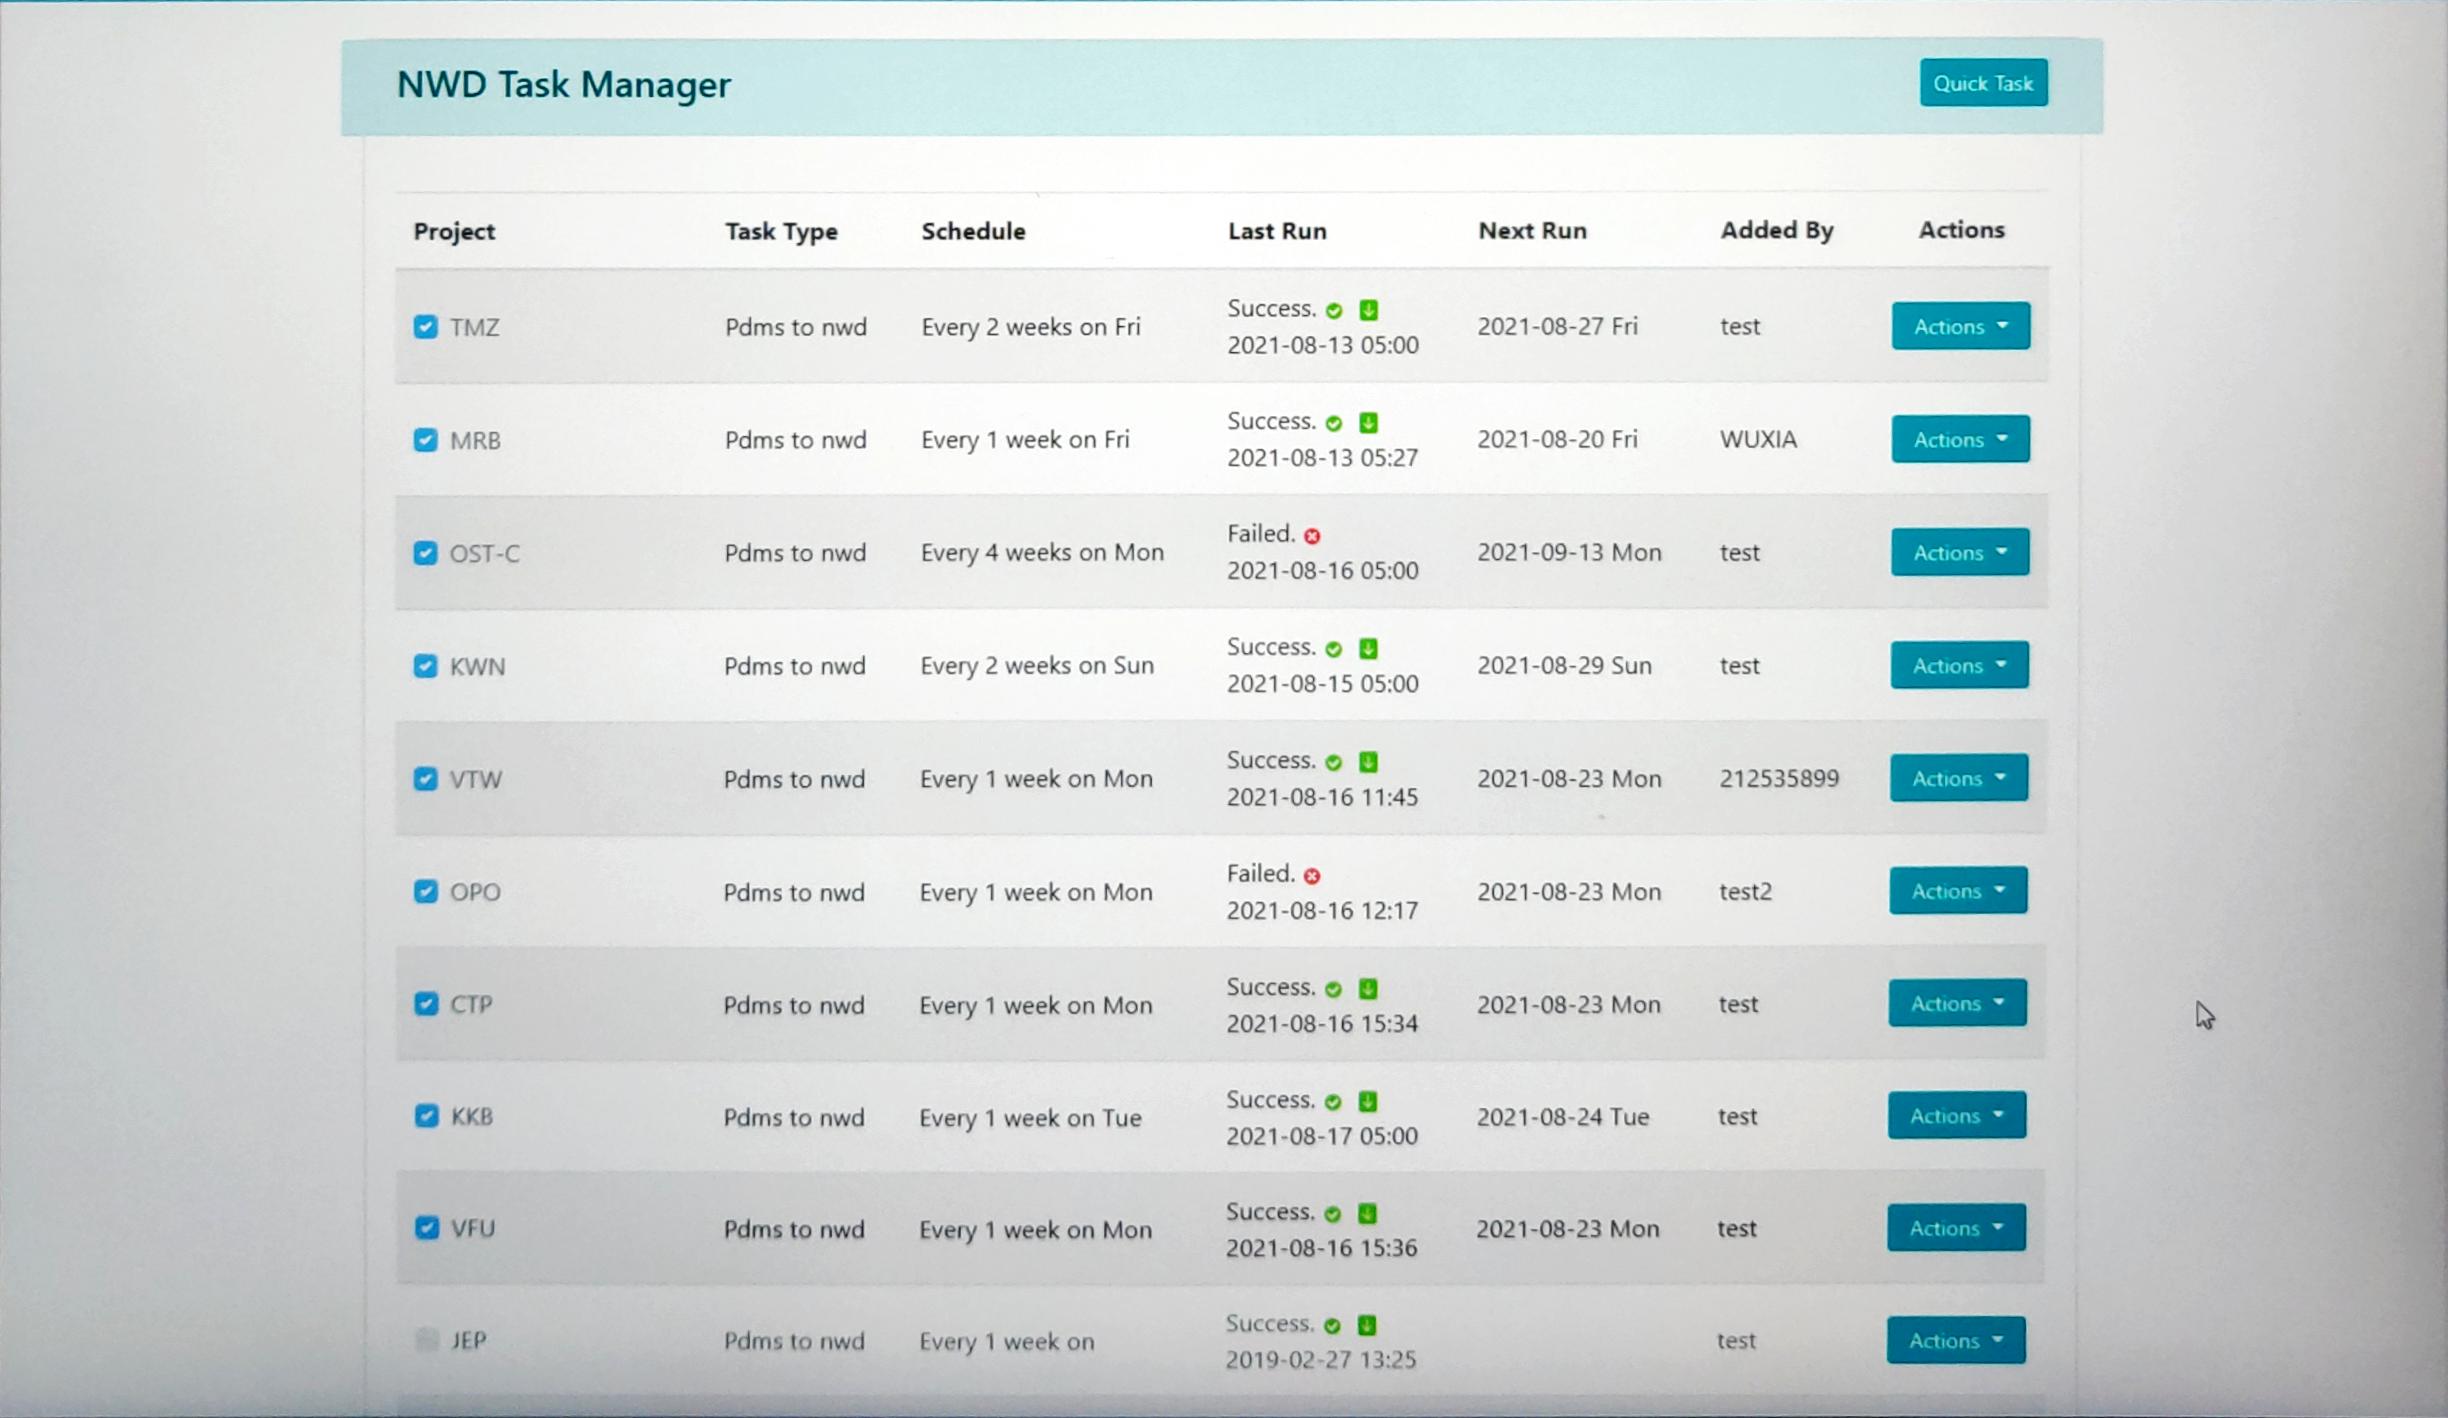 NWD Task Manager
Quick Task
Project Task Type Schedule Last Run Next Run Added By Actions
TMZ Pdms to nwd Every 2 weeks on Fri Success. 2021-08-13 05:00 2021-08-27 Fri test Actions
MRB Pdms to nwd Every 1 week on Fri Success. 2021-08-13 05:27 2021-08-20 Fri WUXIA Actions
OST-C Pdms to nwd Every 4 weeks on Mon Failed. 2021-08-16 05:00 2021-09-13 Mon test Actions
KWN Pdms to nwd Every 2 weeks on Sun Success. 2021-08-15 05:00 2021-08-29 Sun test Actions
VTW Pdms to nwd Every 1 week on Mon Success. 2021-08-16 11:45 2021-08-23 Mon 212535899 Actions
OPO Pdms to nwd Every 1 week on Mon Failed. 2021-08-16 12:17 2021-08-23 Mon test2 Actions
CTP Pdms to nwd Every 1 week on Mon Success. 2021-08-16 15:34 2021-08-23 Mon test Actions
KKB Pdms to nwd Every 1 week on Tue Success. 2021-08-17 05:00 2021-08-24 Tue test Actions
VFU Pdms to nwd Every 1 week on Mon Success. 2021-08-16 15:36 2021-08-23 Mon test Actions
JEP Pdms to nwd Every 1 week on Success. 2019-02-27 13:25 test Actions